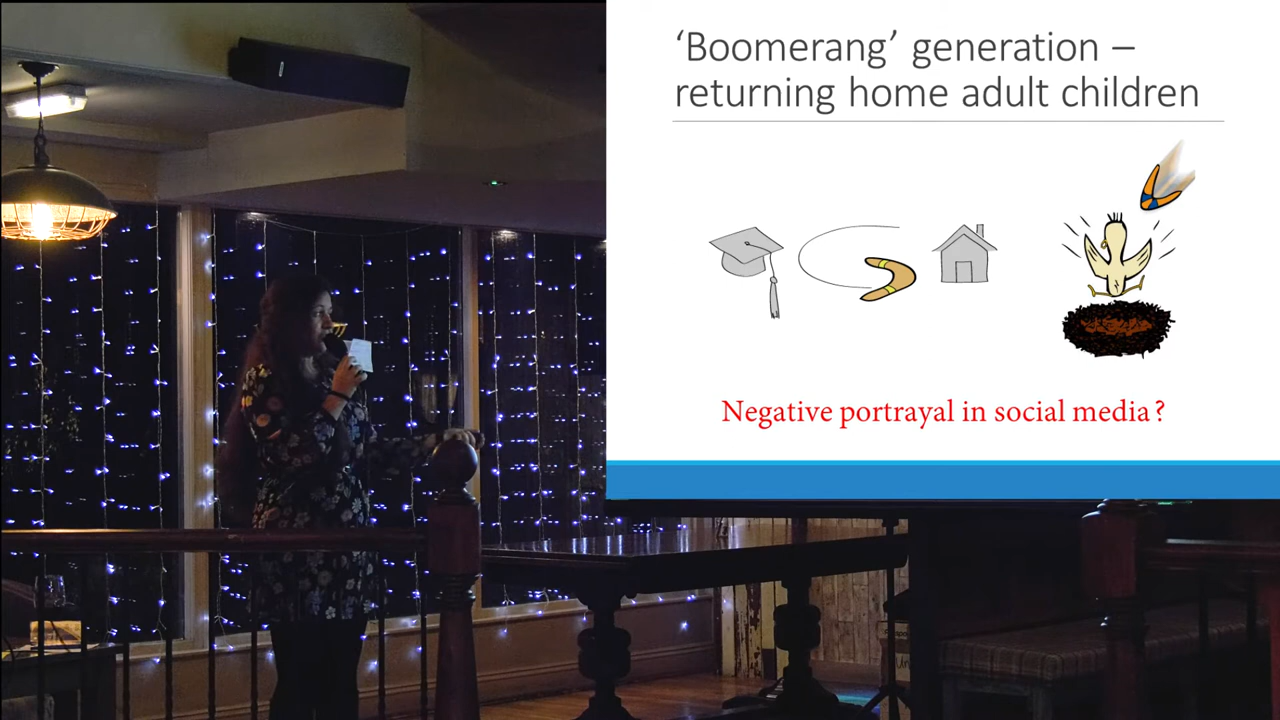 ‘Boomerang’ generation –
returning home adult children
Negative portrayal in social media ?